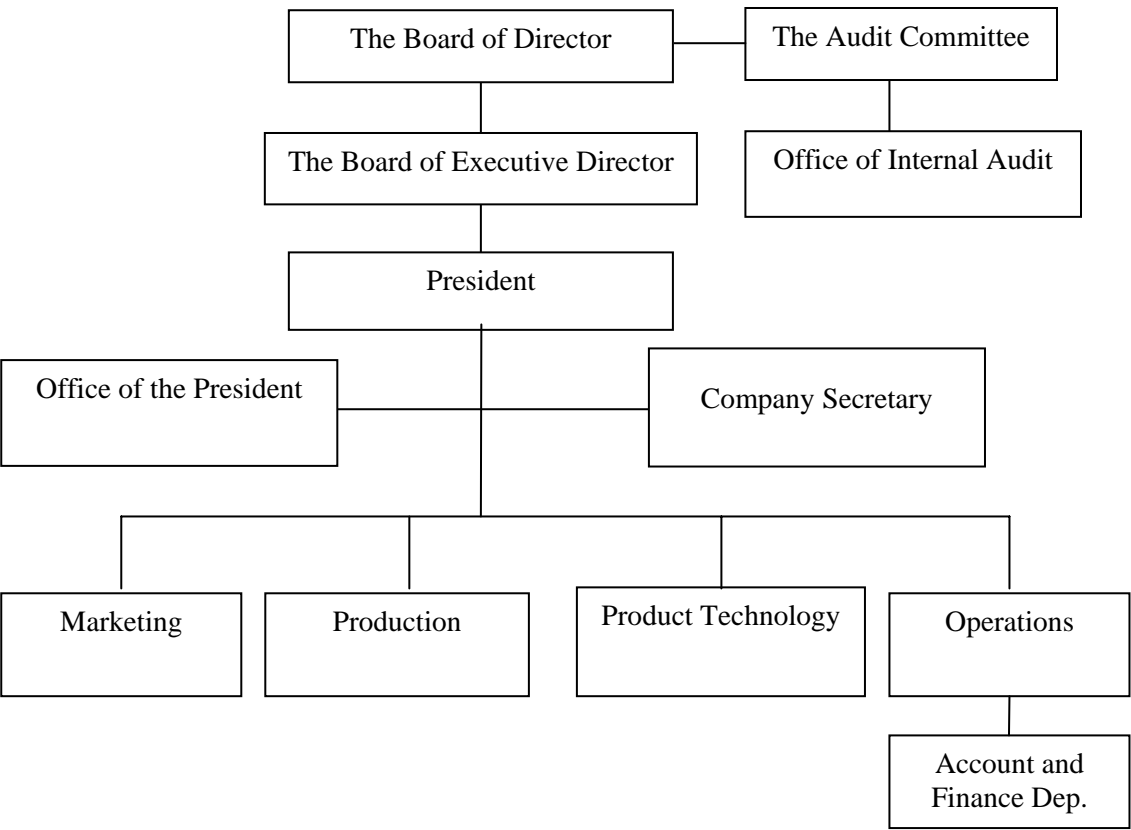 The Board of Director
The Audit Committee
The Board of Executive Director
Office of Internal Audit
President
Office of the President
Company Secretary
Marketing
Production
Product Technology
Operations
Account and
Finance Dep.